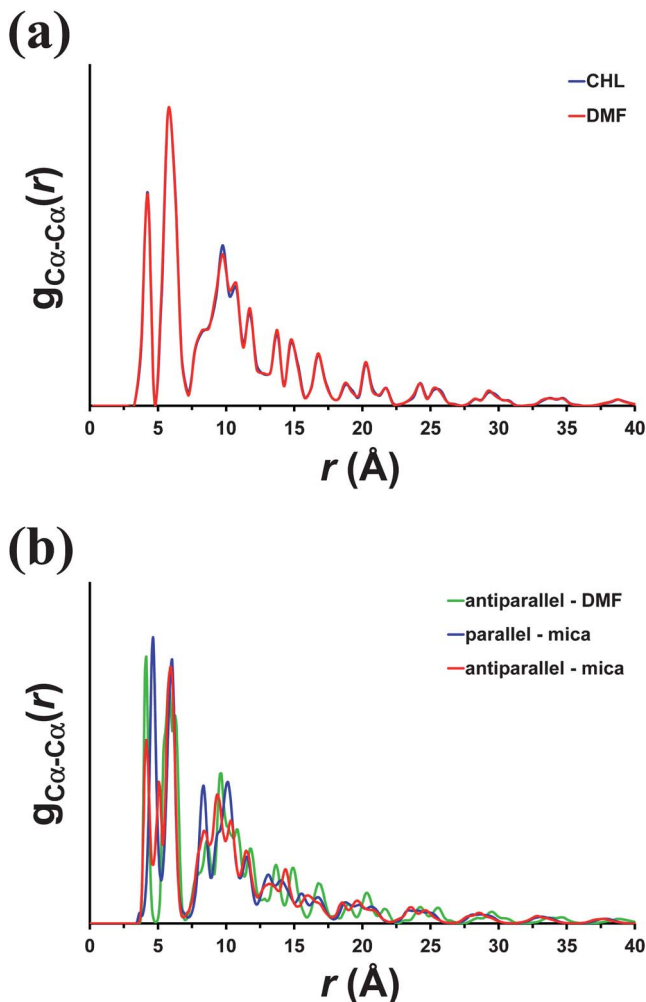 (a)
CHL
DMF
gCα-Cα(r)
0 5 10 15 20 25 30 35 40
r (Å)
(b)
antiparallel - DMF
parallel - mica
antiparallel - mica
gCα-Cα(r)
0 5 10 15 20 25 30 35 40
r (Å)